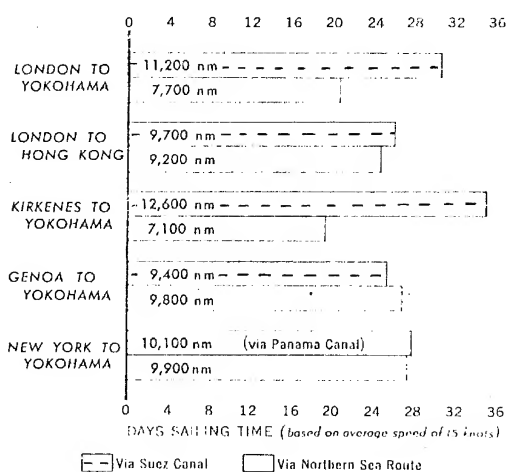 0 4 8 12 16 20 24 28 32 36
LONDON TO
YOKOHAMA
11,200 nm
7,700 nm
LONDON TO
HONG KONG
9,700 nm
9,200 nm
KIRKENES TO
YOKOHAMA
12,600 nm
7,100 nm
GENOA TO
YOKOHAMA
9,400 nm
9,800 nm
NEW YORK TO
YOKOHAMA
10,100 nm (via Panama Canal)
9,900 nm
0 4 8 12 16 20 24 28 32 36
DAYS SAILING TIME (based on average speed of 15 knots)
Via Suez Canal Via Northern Sea Route